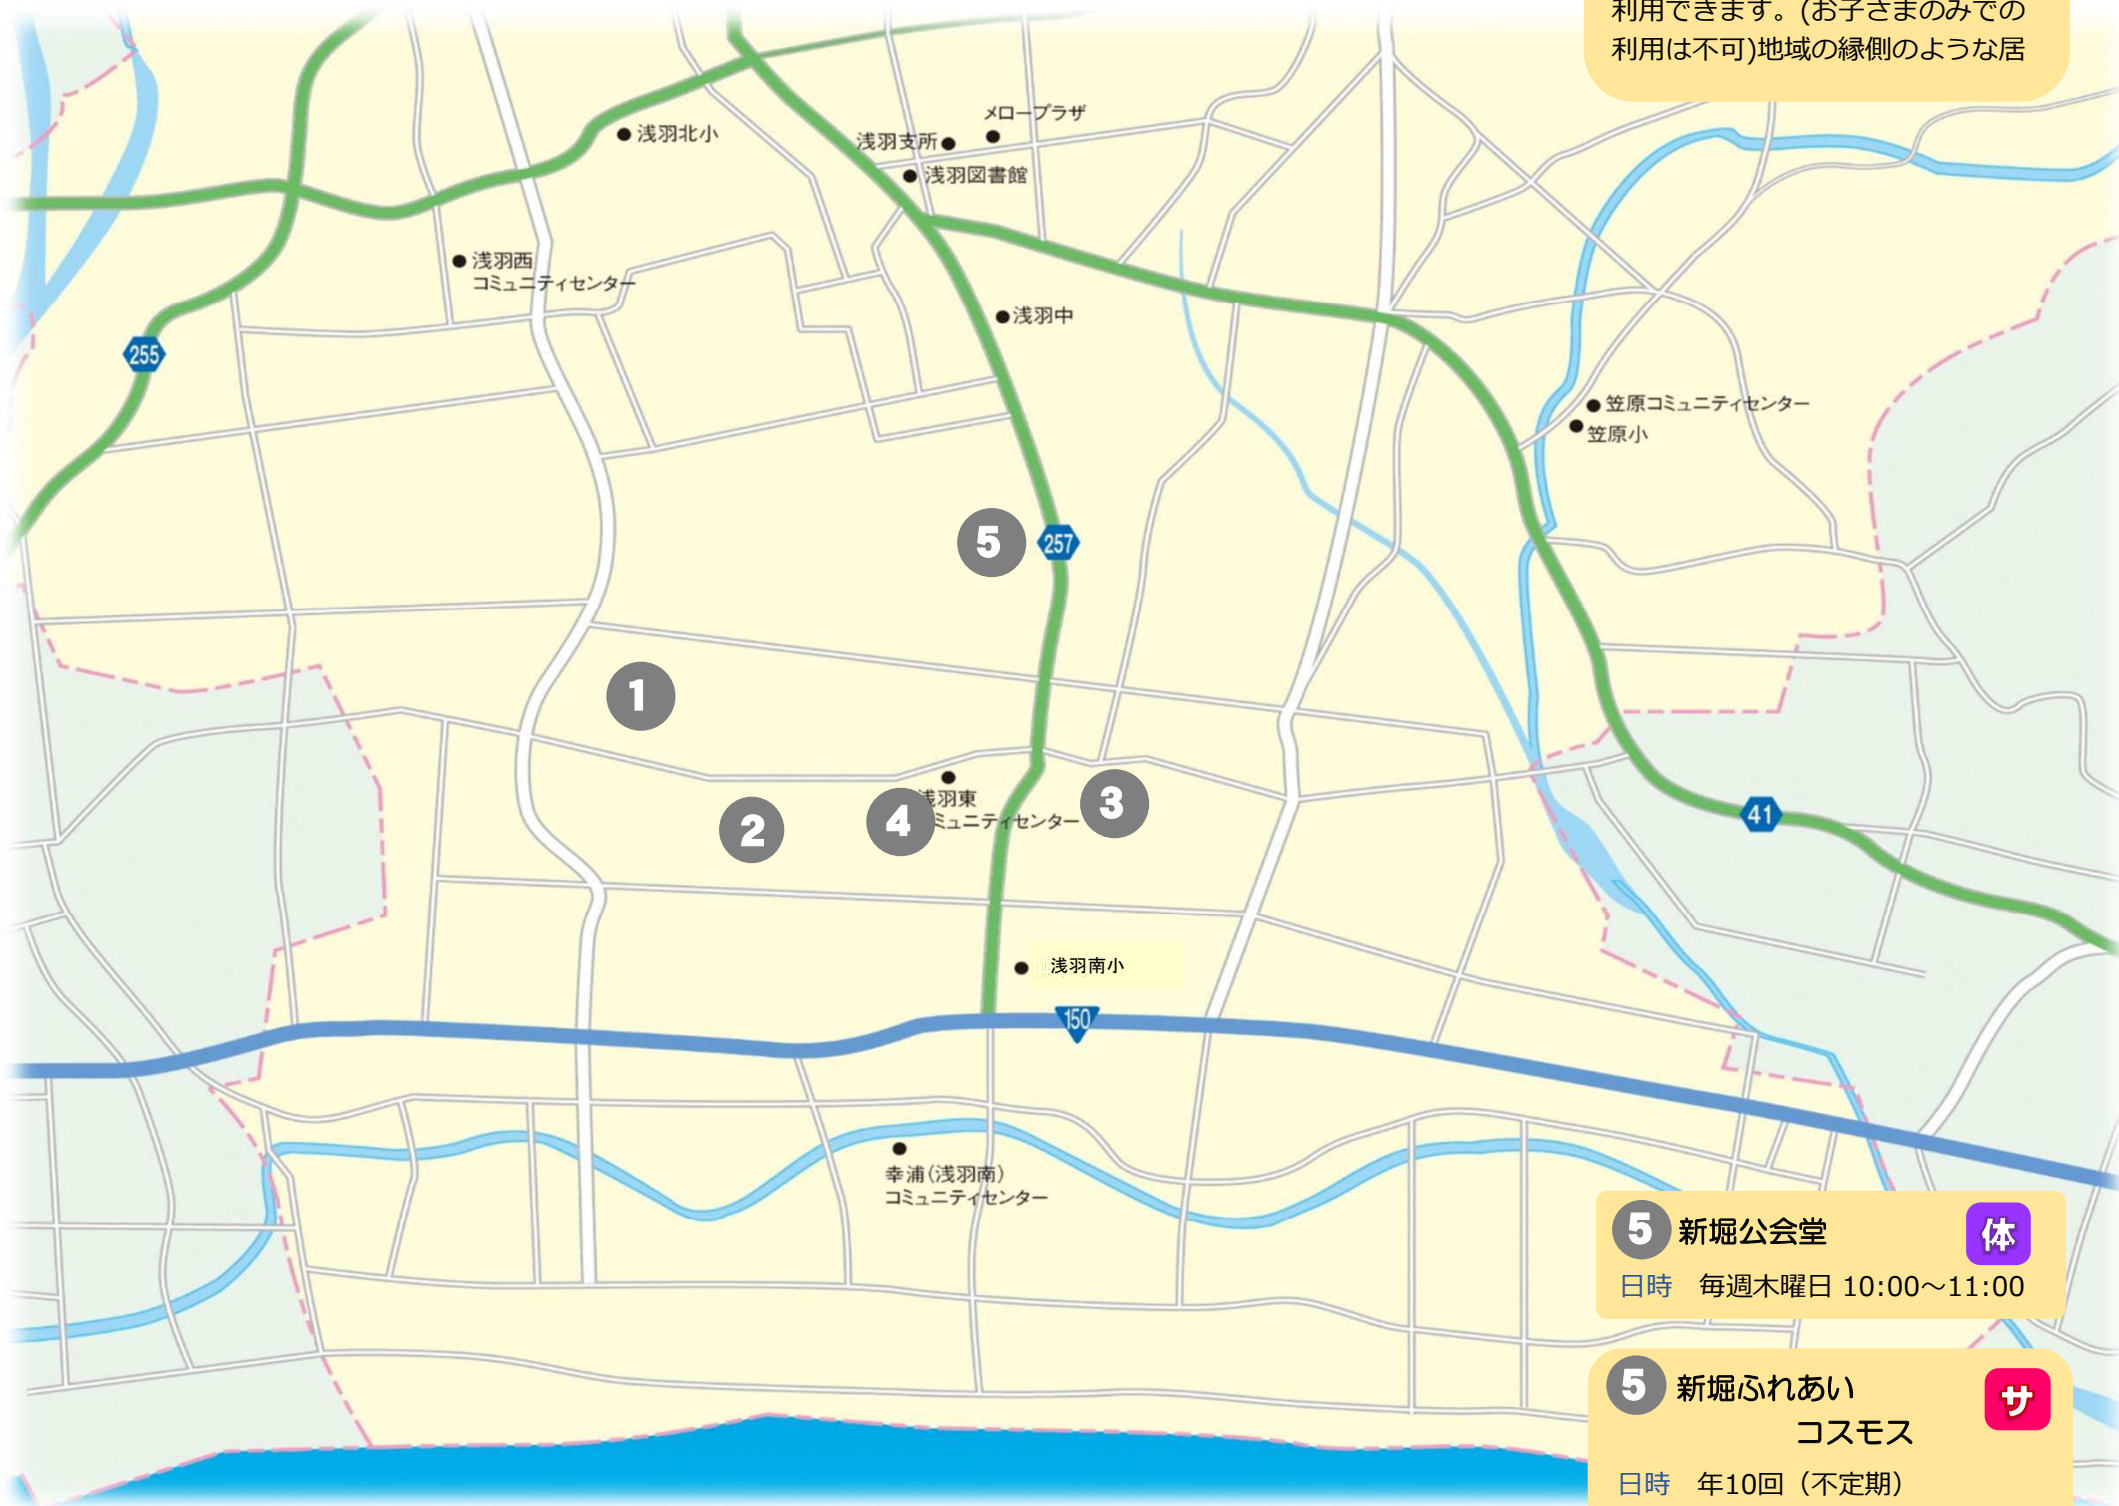 利用できます。(お子さまのみでの
利用は不可)地域の縁側のような居
メロープラザ
浅羽北小
浅羽支所
浅羽図書館
浅羽西
コミュニティセンター
浅羽中
255
笠原コミュニティセンター
笠原小
5
257
1
浅羽東
ミュニティセンター
3
4
2
41
浅羽南小
150
幸浦(浅羽南)
コミュニティセンター
5 新堀公会堂 体
日時 毎週木曜日 10:00〜11:00
5 新堀ふれあい サ
コスモス
日時 年10回（不定期）